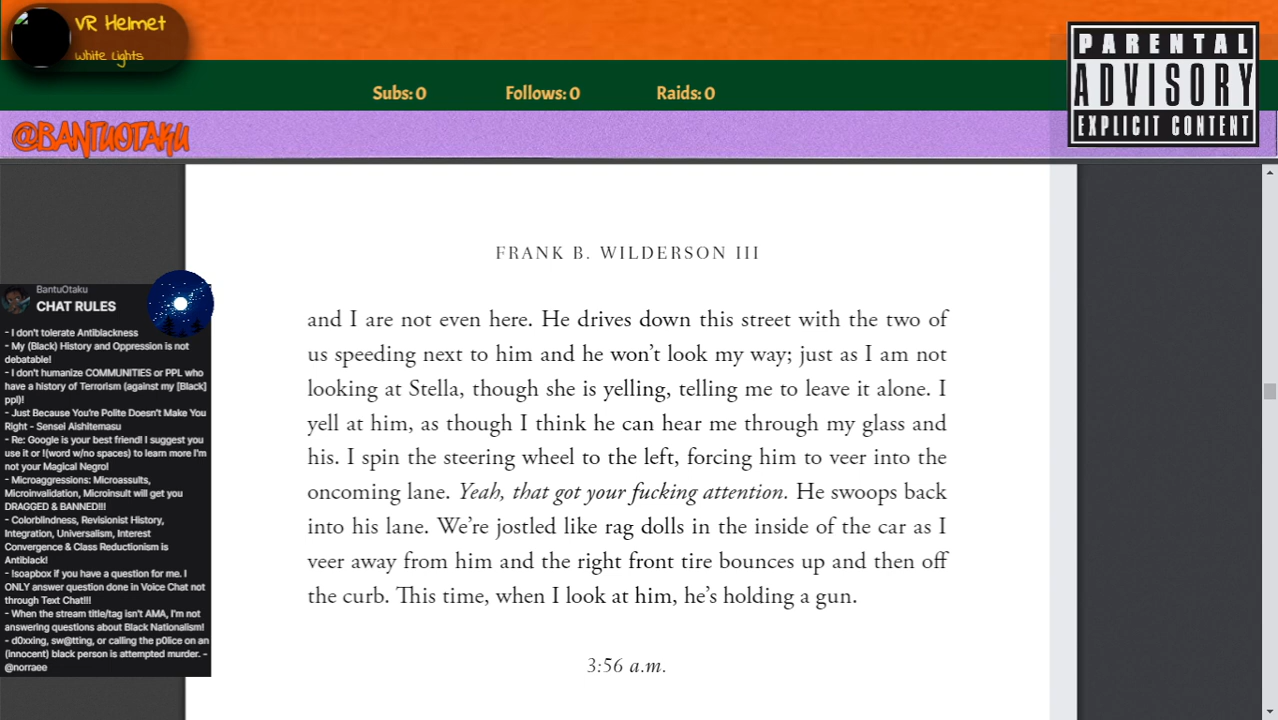 VR Helmet
White Lights
PARENTAL
ADVISORY
EXPLICIT CONTENT
Subs: 0 Follows: 0 Raids: 0
@BANTUOTAKU
FRANK B. WILDERSON III
and I are not even here. He drives down this street with the two of
us speeding next to him and he won't look my way; just as I am not
looking at Stella, though she is yelling, telling me to leave it alone. I
yell at him, as though I think he can hear me through my glass and
his. I spin the steering wheel to the left, forcing him to veer into the
oncoming lane. Yeah, that got your fucking attention. He swoops back
into his lane. We're jostled like rag dolls in the inside of the car as I
veer away from him and the right front tire bounces up and then off
the curb. This time, when I look at him, he's holding a gun.
3:56 a.m.
BantuOtaku
CHAT RULES
- I don't tolerate Antiblackness
- My (Black) History and Oppression is not
debatable!
- I don't humanize COMMUNITIES or PPL who
have a history of Terrorism (against my [Black]
ppl)!
- Just Because You're Polite Doesn't Make You
Right - Sensei Aishitemasu
- Re: Google is your best friend! I suggest you
use it or !(word w/no spaces) to learn more I'm
not your Magical Negro!
- Microaggressions: Microassults,
Microinvalidation, Microinsult will get you
DRAGGED & BANNED!!!
- Colorblindness, Revisionist History,
Integration, Universalism, Interest
Convergence & Class Reductionism is
Antiblack!
- !soapbox if you have a question for me. I
ONLY answer question done in Voice Chat not
through Text Chat!!!
- When the stream title/tag isn't AMA, I'm not
answering questions about Black Nationalism!
- d0xxing, sw@tting, or calling the p0lice on an
(innocent) black person is attempted murder. -
@norraee